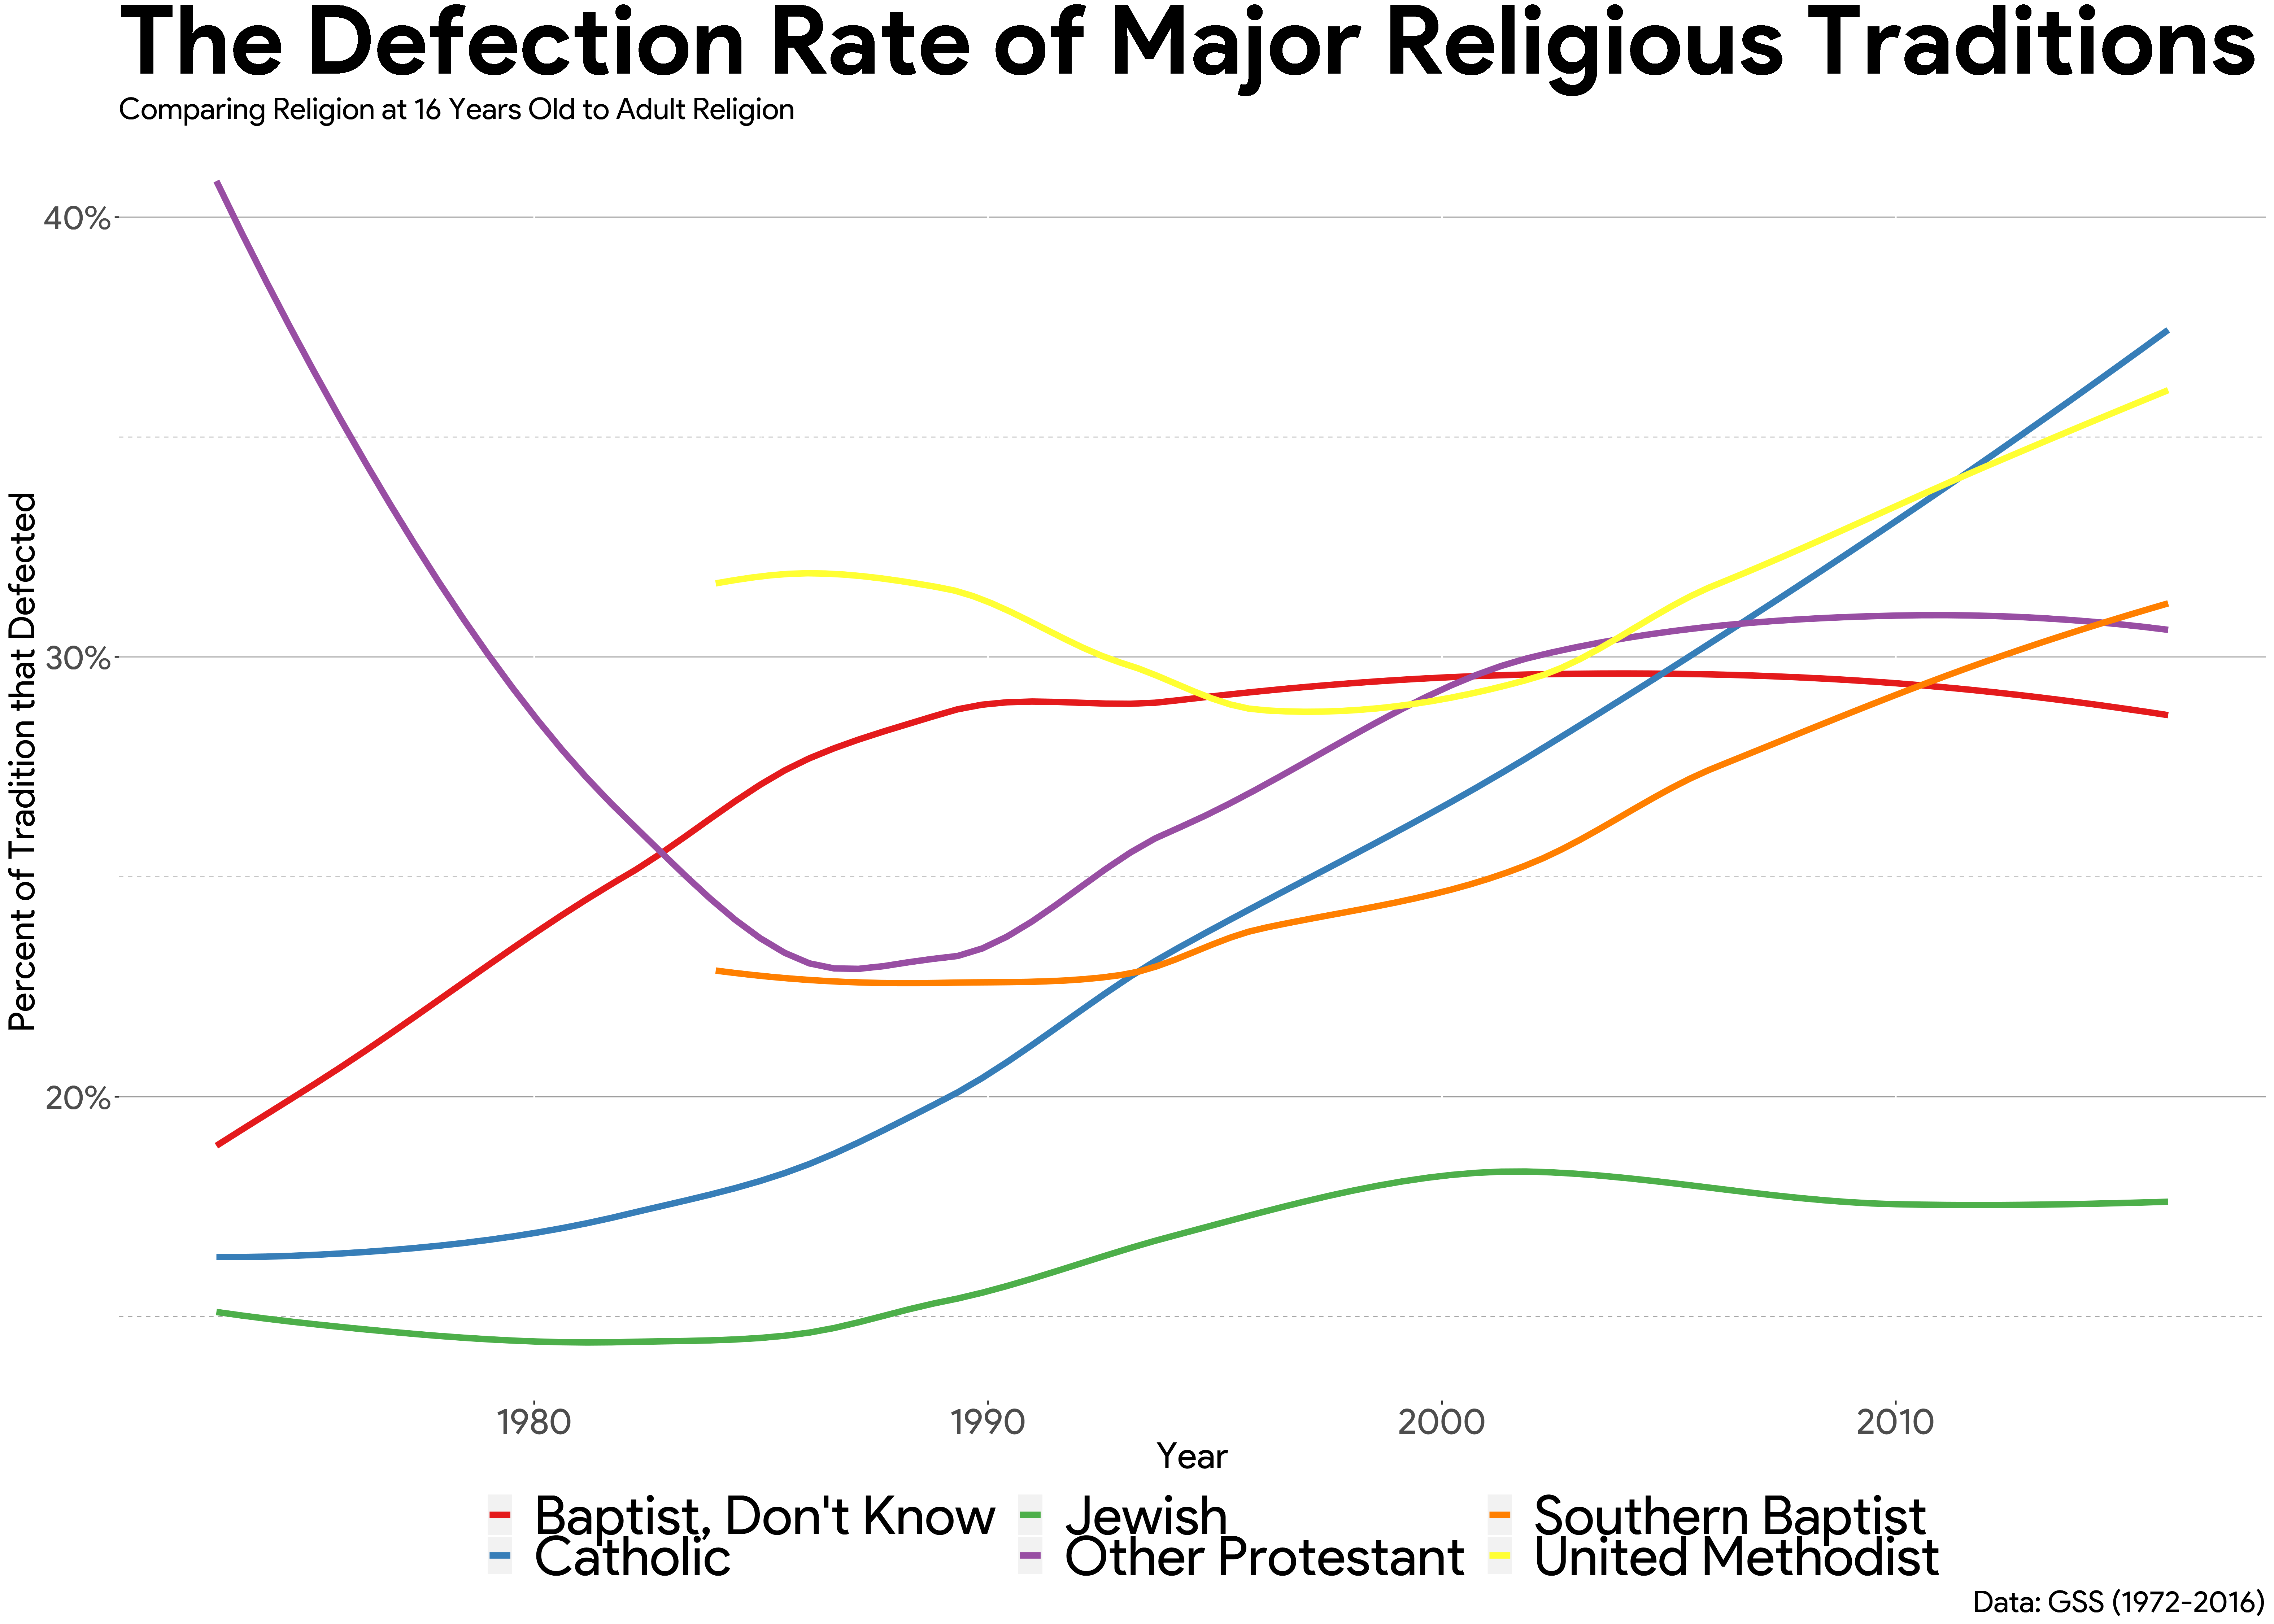 The Defection Rate of Major Religious Traditions
Comparing Religion at 16 Years Old to Adult Religion
Percent of Tradition that Defected
40%
30%
20%
1980 1990 2000 2010
Year
Baptist, Don't Know Jewish Southern Baptist
Catholic Other Protestant United Methodist
Data: GSS (1972-2016)